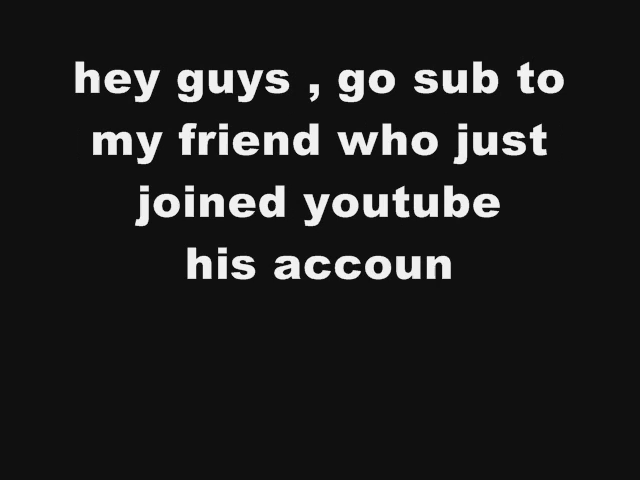 hey guys , go sub to
my friend who just
joined youtube
his accoun